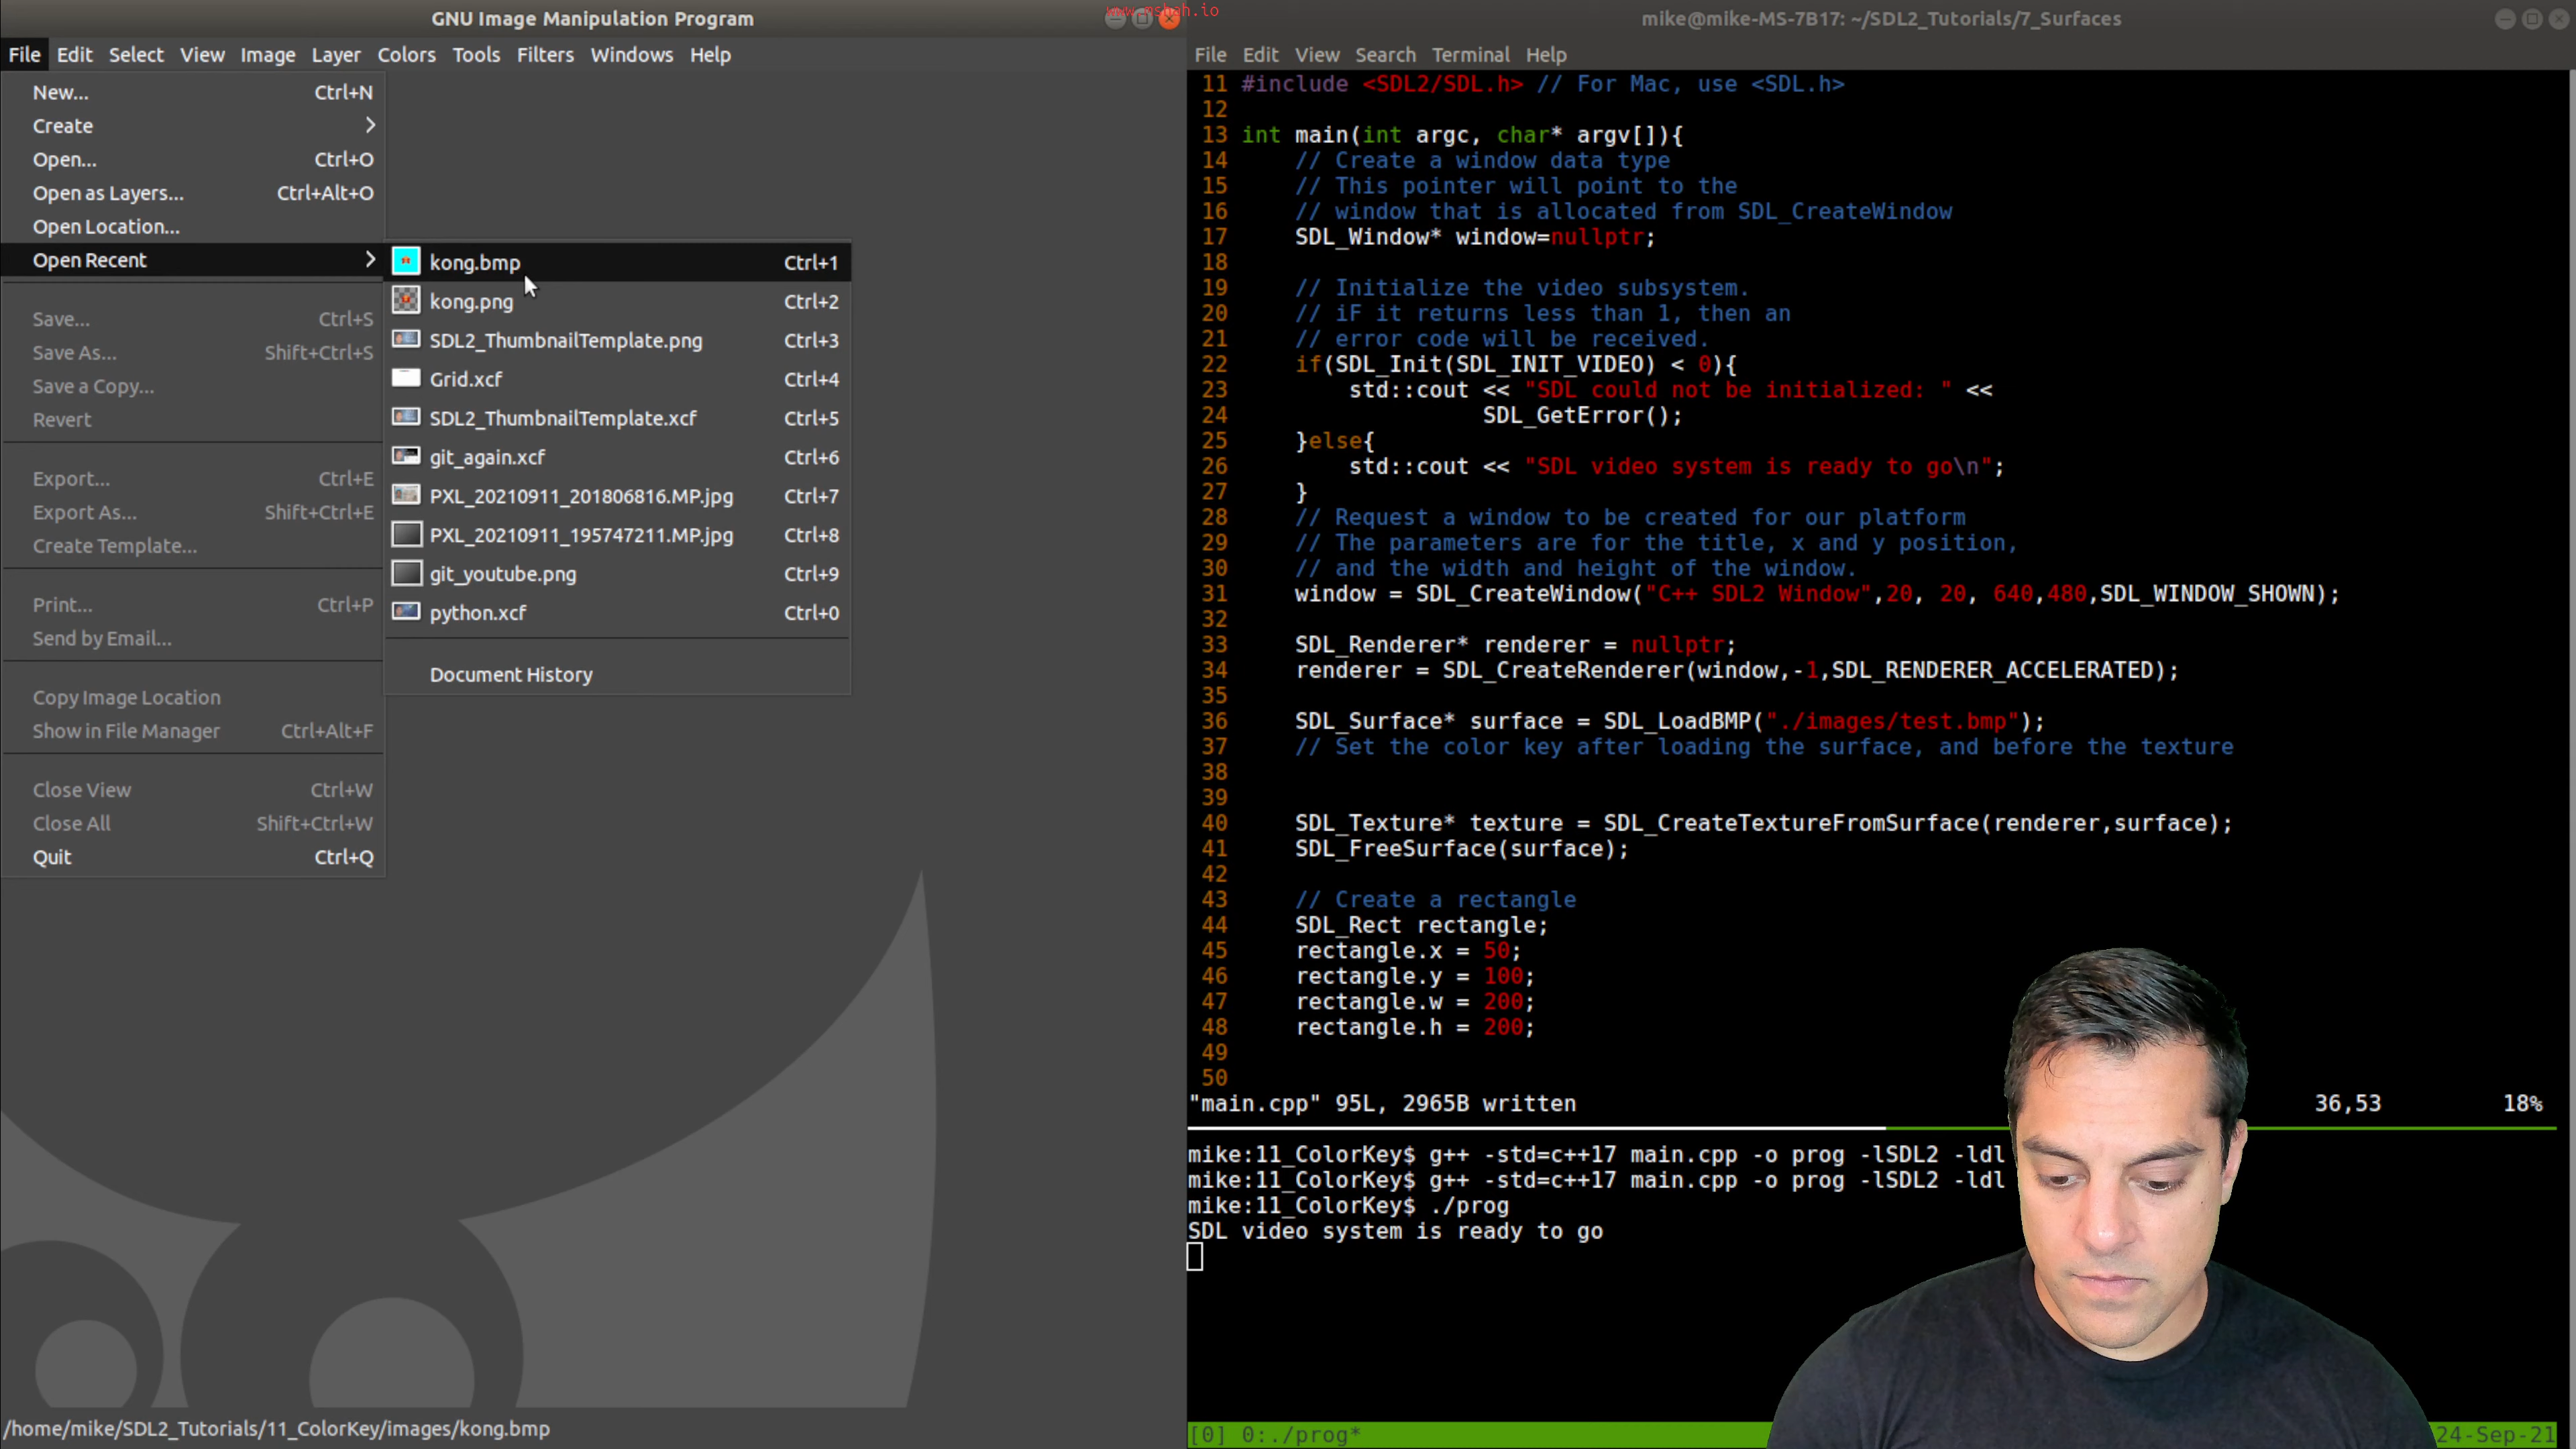 GNU Image Manipulation Program
www.mshah.io
File Edit Select View Image Layer Colors Tools Filters Windows Help
New... Ctrl+N
Create
Open... Ctrl+O
Open as Layers... Ctrl+Alt+O
Open Location...
Open Recent
Save... Ctrl+S
Save As... Shift+Ctrl+S
Save a Copy...
Revert
Export... Ctrl+E
Export As... Shift+Ctrl+E
Create Template...
Print... Ctrl+P
Send by Email...
Copy Image Location
Show in File Manager Ctrl+Alt+F
Close View Ctrl+W
Close All Shift+Ctrl+W
Quit Ctrl+Q
kong.bmp Ctrl+1
kong.png Ctrl+2
SDL2_ThumbnailTemplate.png Ctrl+3
Grid.xcf Ctrl+4
SDL2_ThumbnailTemplate.xcf Ctrl+5
git_again.xcf Ctrl+6
PXL_20210911_201806816.MP.jpg Ctrl+7
PXL_20210911_195747211.MP.jpg Ctrl+8
git_youtube.png Ctrl+9
python.xcf Ctrl+0
Document History
/home/mike/SDL2_Tutorials/11_ColorKey/images/kong.bmp
mike@mike-MS-7B17: ~/SDL2_Tutorials/7_Surfaces
File Edit View Search Terminal Help
11 #include <SDL2/SDL.h> // For Mac, use <SDL.h>
12
13 int main(int argc, char* argv[]){
14 // Create a window data type
15 // This pointer will point to the
16 // window that is allocated from SDL_CreateWindow
17 SDL_Window* window=nullptr;
18
19 // Initialize the video subsystem.
20 // iF it returns less than 1, then an
21 // error code will be received.
22 if(SDL_Init(SDL_INIT_VIDEO) < 0){
23 std::cout << "SDL could not be initialized: " <<
24 SDL_GetError();
25 }else{
26 std::cout << "SDL video system is ready to go\n";
27 }
28 // Request a window to be created for our platform
29 // The parameters are for the title, x and y position,
30 // and the width and height of the window.
31 window = SDL_CreateWindow("C++ SDL2 Window",20, 20, 640,480,SDL_WINDOW_SHOWN);
32
33 SDL_Renderer* renderer = nullptr;
34 renderer = SDL_CreateRenderer(window,-1,SDL_RENDERER_ACCELERATED);
35
36 SDL_Surface* surface = SDL_LoadBMP("./images/test.bmp");
37 // Set the color key after loading the surface, and before the texture
38
39
40 SDL_Texture* texture = SDL_CreateTextureFromSurface(renderer,surface);
41 SDL_FreeSurface(surface);
42
43 // Create a rectangle
44 SDL_Rect rectangle;
45 rectangle.x = 50;
46 rectangle.y = 100;
47 rectangle.w = 200;
48 rectangle.h = 200;
49
50
"main.cpp" 95L, 2965B written 36,53 18%
mike:11_ColorKey$ g++ -std=c++17 main.cpp -o prog -lSDL2 -ldl
mike:11_ColorKey$ g++ -std=c++17 main.cpp -o prog -lSDL2 -ldl
mike:11_ColorKey$ ./prog
SDL video system is ready to go
[0] 0:./prog* 24-Sep-21